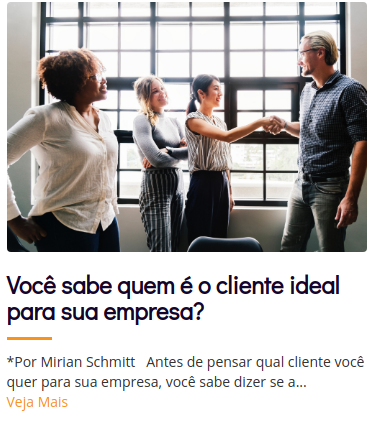 Você sabe quem é o cliente ideal
para sua empresa?
*Por Mirian Schmitt   Antes de pensar qual cliente você
quer para sua empresa, você sabe dizer se a...
Veja Mais